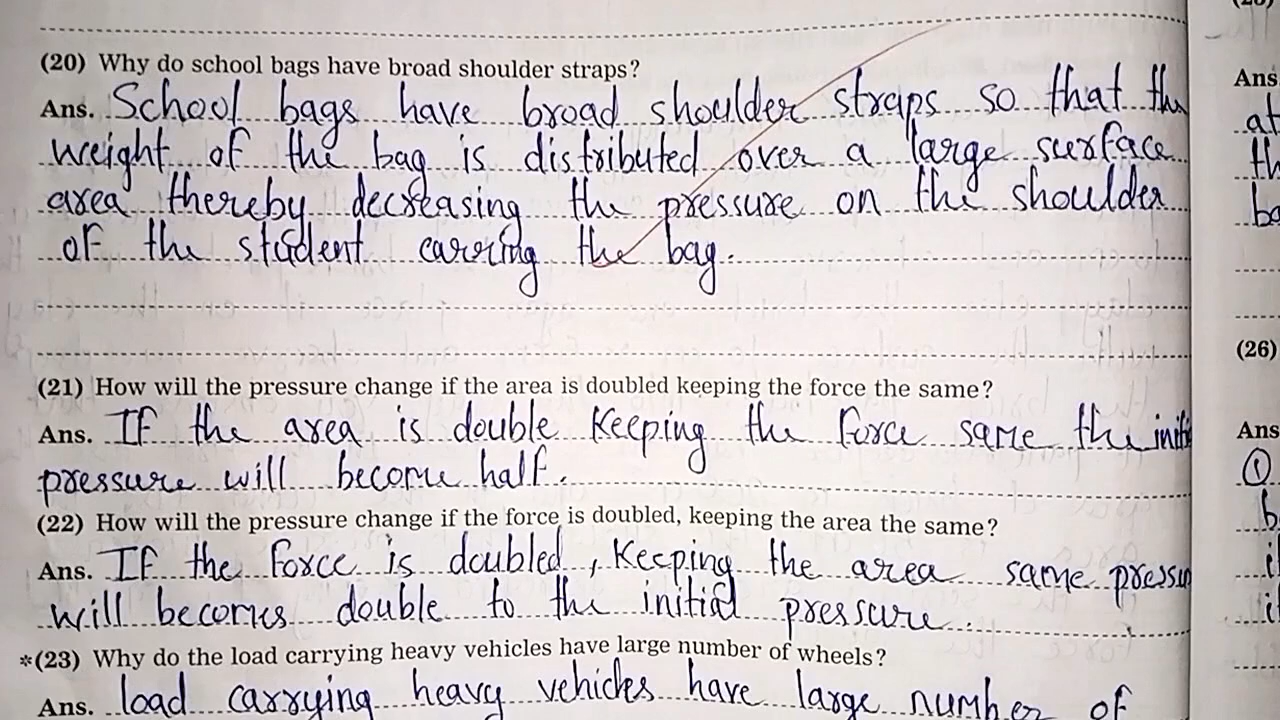 (20) Why do school bags have broad shoulder straps?
Ans. School bags have broad shoulder straps so that the
weight of the bag is distributed over a large surface
area thereby decreasing the pressure on the shoulder
of the student carring the bag.
(21) How will the pressure change if the area is doubled keeping the force the same?
Ans. If the area is double keeping the force same the
pressure will become half.
(22) How will the pressure change if the force is doubled, keeping the area the same?
Ans. If the force is doubled, keeping the area same
will becomes double to the initial pressure.
*(23) Why do the load carrying heavy vehicles have large number of wheels?
Ans. load carrying heavy vehicles have large number of
Ans
(26)
Ans
①